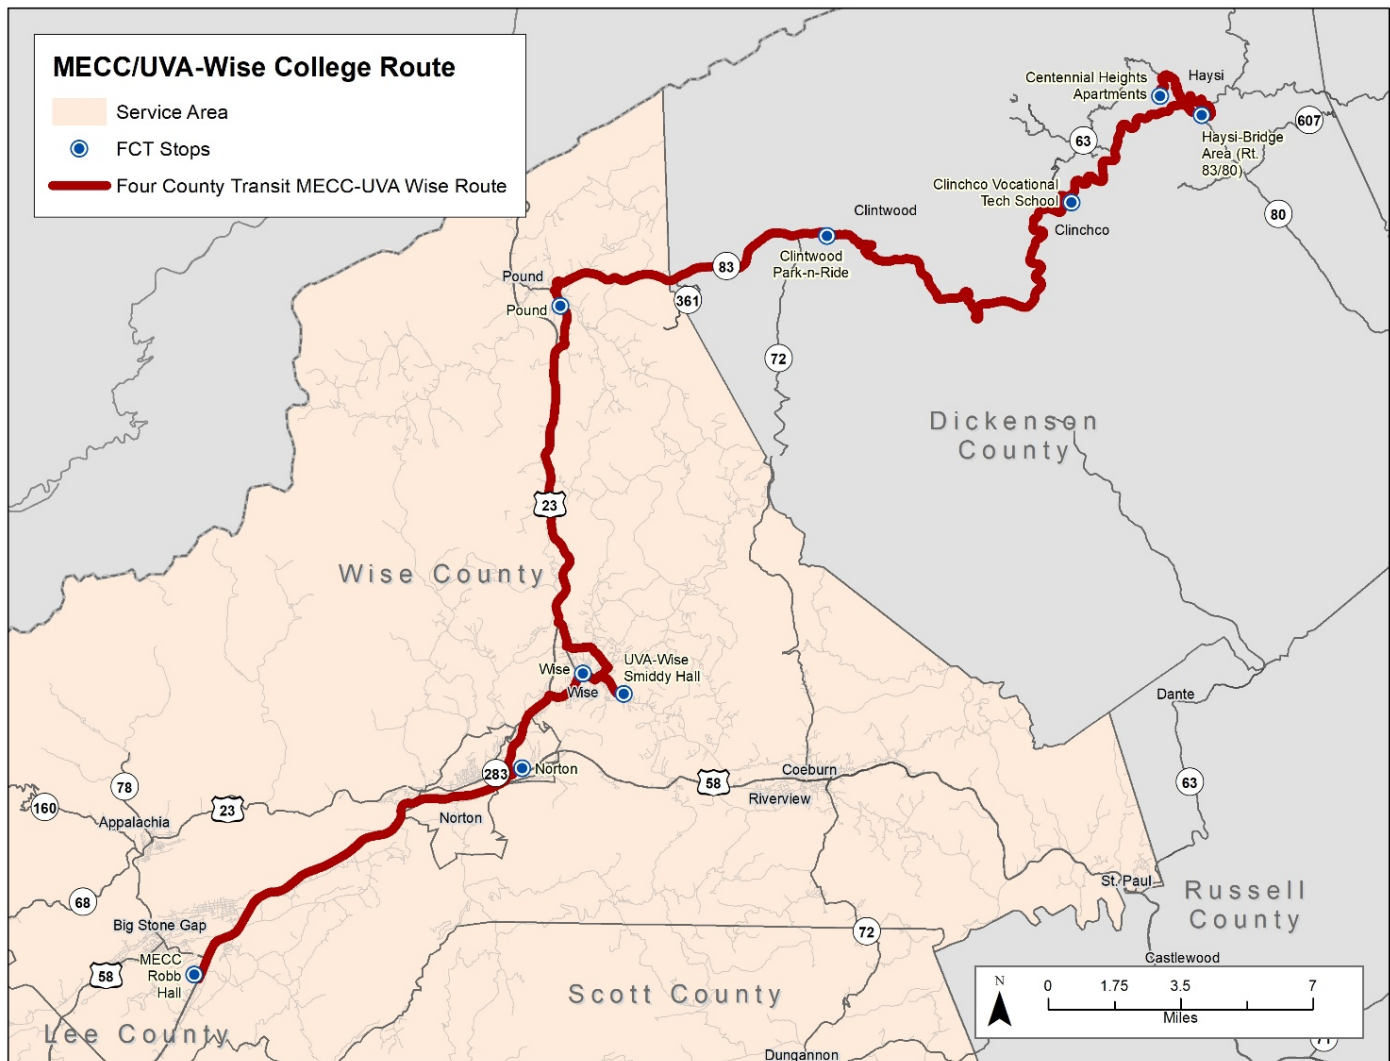 MECC/UVA-Wise College Route
Service Area
FCT Stops
Four County Transit MECC-UVA Wise Route
Centennial Heights
Apartments
Haysi
607
63
Haysi-Bridge
Area (Rt.
83/80)
Clinchco Vocational
Tech School
Clinchco
80
Clintwood
Clintwood
Park-n-Ride
83
Pound
Pound
361
72
Dickenson
County
23
Wise County
Wise
Wise
UVA-Wise
Smiddy Hall
Dante
283
Norton
58
Coeburn
Riverview
63
78
160
23
Appalachia
Norton
68
St. Paul
Russell
County
Big Stone Gap
72
MECC
Robb
Hall
58
Castlewood
Scott County
Lee County
Dungannon
N
0
1.75
3.5
7
Miles